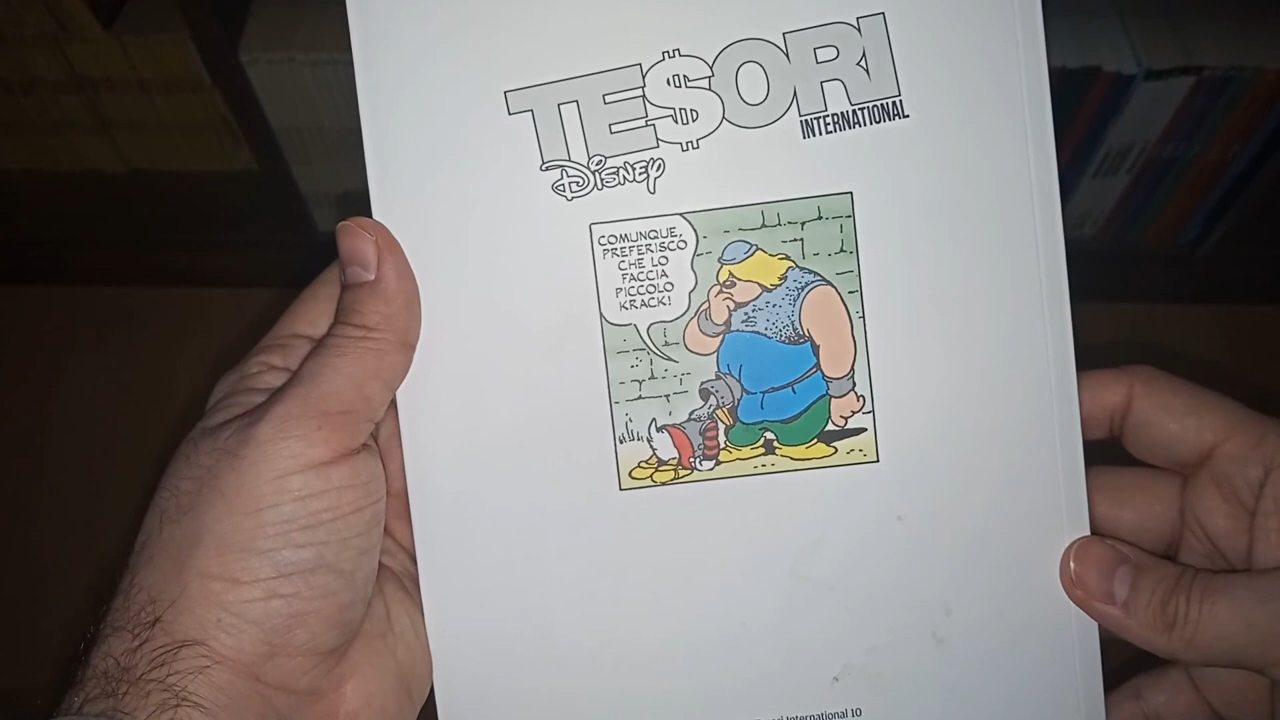 TE$ORI
INTERNATIONAL
Disney
COMUNQUE,
PREFERISCO
CHE LO
FACCIA
PICCOLO
KRACK!
International 10